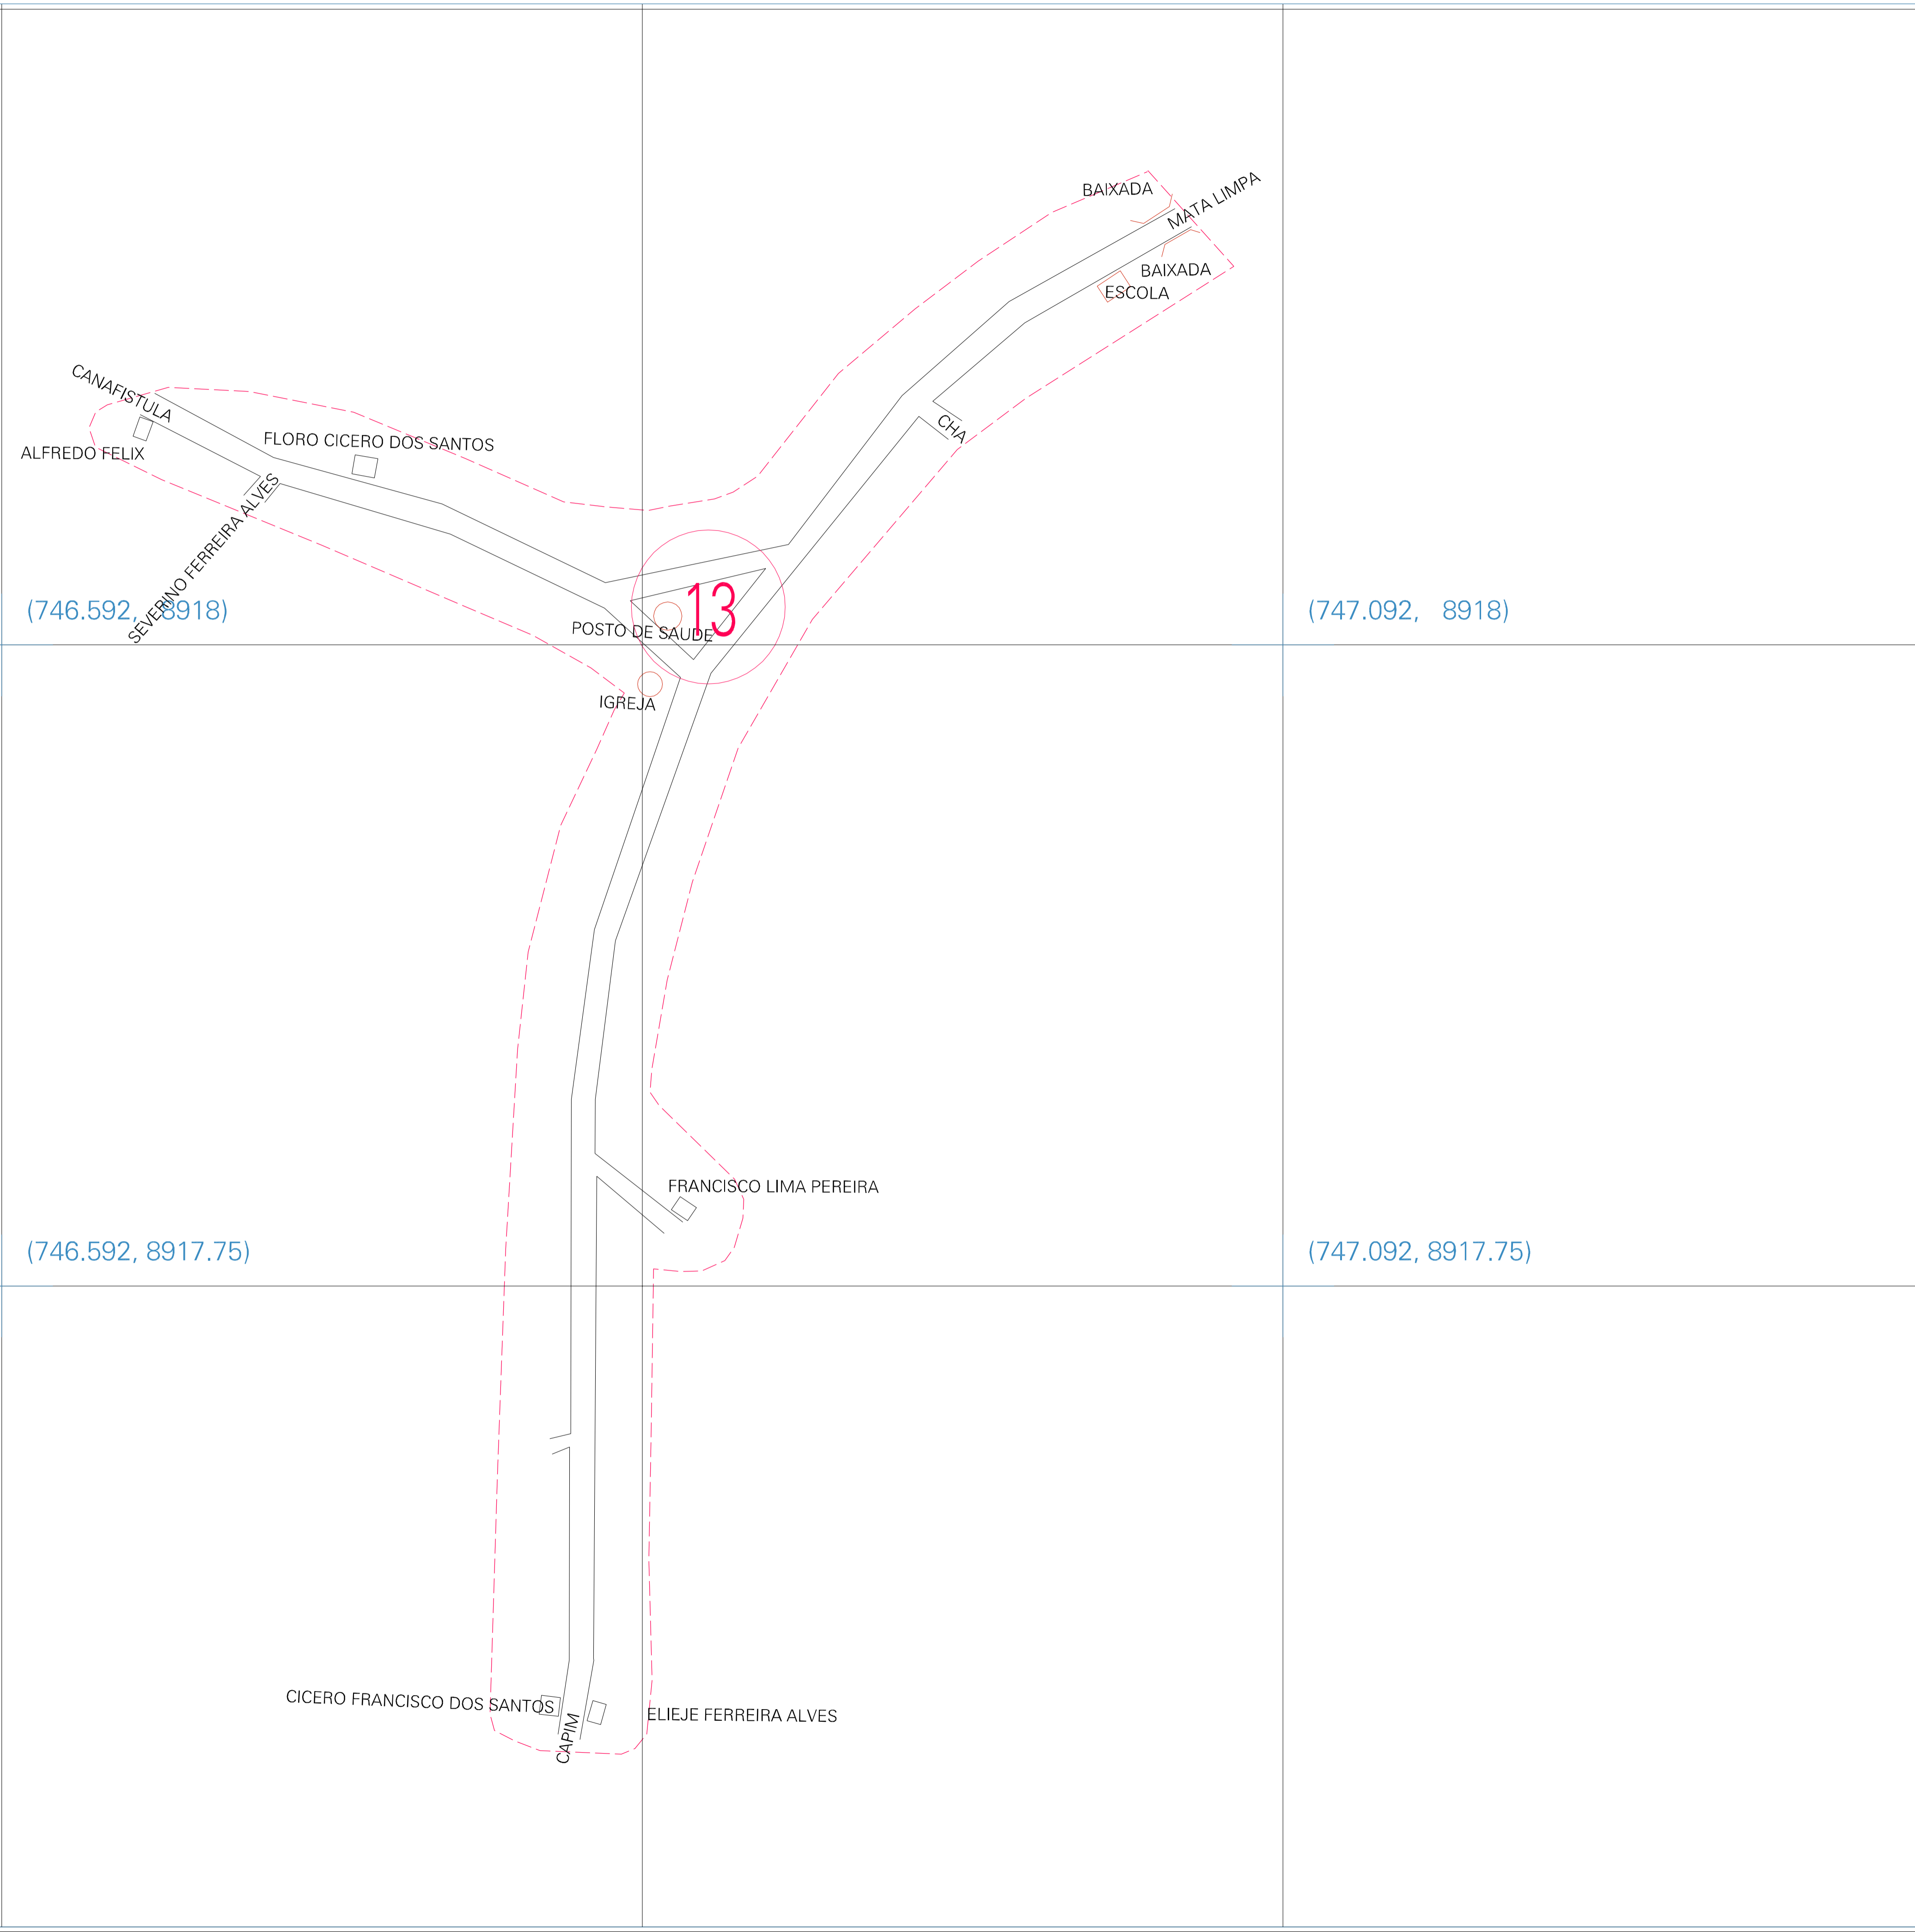 BAIXADA
MATA LIMPA
BAIXADA
ESCOLA
CANAFISTULA
CHA
FLORO CICERO DOS SANTOS
ALFREDO FELIX
SEVERINO FERREIRA ALVES
(746.592, 8918)
13
(747.092, 8918)
POSTO DE SAUDE
IGREJA
FRANCISCO LIMA PEREIRA
(746.592, 8917.75)
(747.092, 8917.75)
CICERO FRANCISCO DOS SANTOS
ELIEJE FERREIRA ALVES
CAPIM